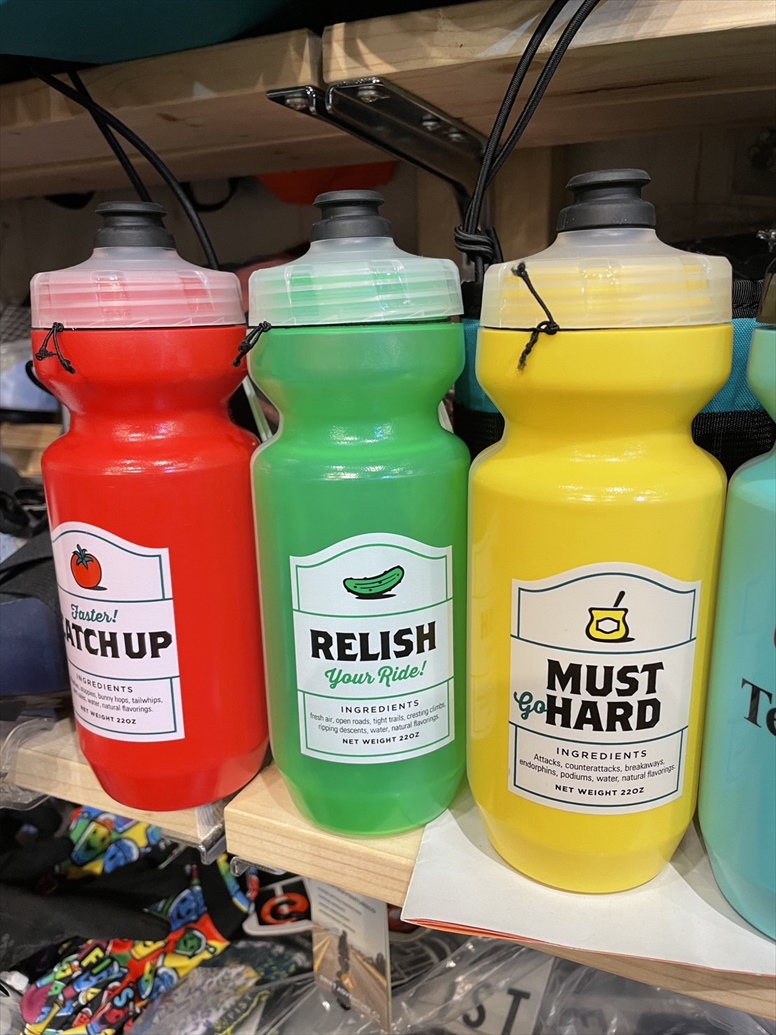 Faster!
ATCHUP
INGREDIENTS
bunny hops, tailwhips,
water, natural flavorings.
NET WEIGHT 22OZ
RELISH
Your Ride!
INGREDIENTS
fresh air, open roads, tight trails, cresting climbs,
ripping descents, water, natural flavorings.
NET WEIGHT 22OZ
MUST
Go HARD
INGREDIENTS
Attacks, counterattacks, breakaways,
endorphins, podiums, water, natural flavorings.
NET WEIGHT 22OZ
Te
ST